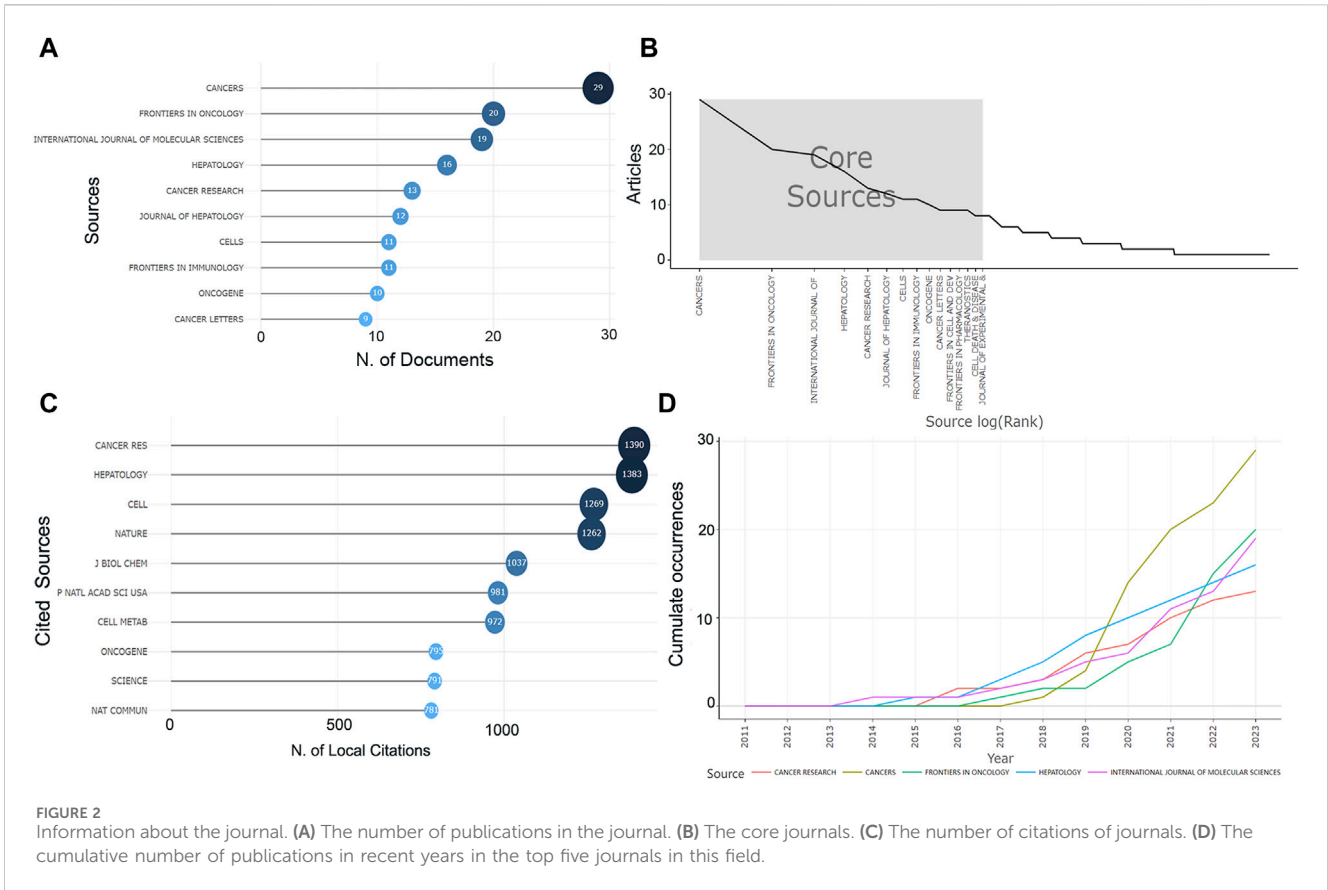 A
CANCERS
FRONTIERS IN ONCOLOGY
INTERNATIONAL JOURNAL OF MOLECULAR SCIENCES
HEPATOLOGY
CANCER RESEARCH
JOURNAL OF HEPATOLOGY
CELLS
FRONTIERS IN IMMUNOLOGY
ONCOGENE
CANCER LETTERS
Sources
29
20
19
16
13
12
11
11
10
9
0
10
20
30
N. of Documents
B
30
20
10
0
Articles
Core
Sources
CANCERS
FRONTIERS IN ONCOLOGY
INTERNATIONAL JOURNAL OF
HEPATOLOGY
CANCER RESEARCH
JOURNAL OF HEPATOLOGY
CELLS
FRONTIERS IN IMMUNOLOGY
ONCOGENE
CANCER LETTERS
FRONTIERS IN CELL AND DEV
FRONTIERS IN PHARMACOLOGY
THERANOSTICS
CELL DEATH & DISEASE
JOURNAL OF EXPERIMENTAL &
Source log(Rank)
C
CANCER RES
HEPATOLOGY
CELL
NATURE
J BIOL CHEM
P NATL ACAD SCI USA
CELL METAB
ONCOGENE
SCIENCE
NAT COMMUN
Cited Sources
1390
1383
1269
1262
1037
981
972
795
791
781
0
500
1000
N. of Local Citations
D
30
20
10
0
Cumulate occurrences
2011
2012
2013
2014
2015
2016
2017
2018
2019
2020
2021
2022
2023
Year
Source CANCER RESEARCH CANCERS FRONTIERS IN ONCOLOGY HEPATOLOGY INTERNATIONAL JOURNAL OF MOLECULAR SCIENCES
FIGURE 2
Information about the journal. (A) The number of publications in the journal. (B) The core journals. (C) The number of citations of journals. (D) The
cumulative number of publications in recent years in the top five journals in this field.